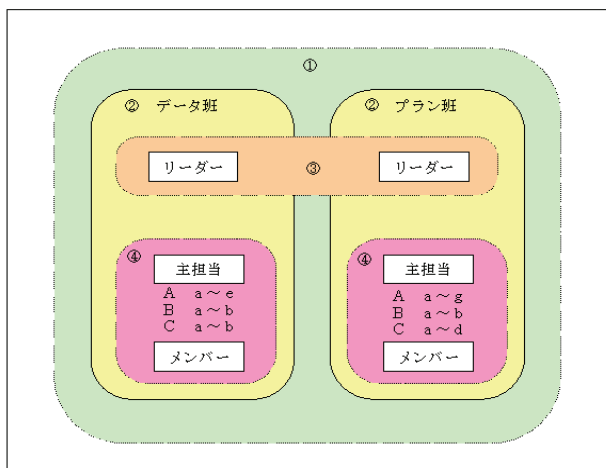 ①
② データ班
② プラン班
リーダー
③
リーダー
④
主担当
A a～e
B a～b
C a～b
メンバー
④
主担当
A a～g
B a～b
C a～d
メンバー